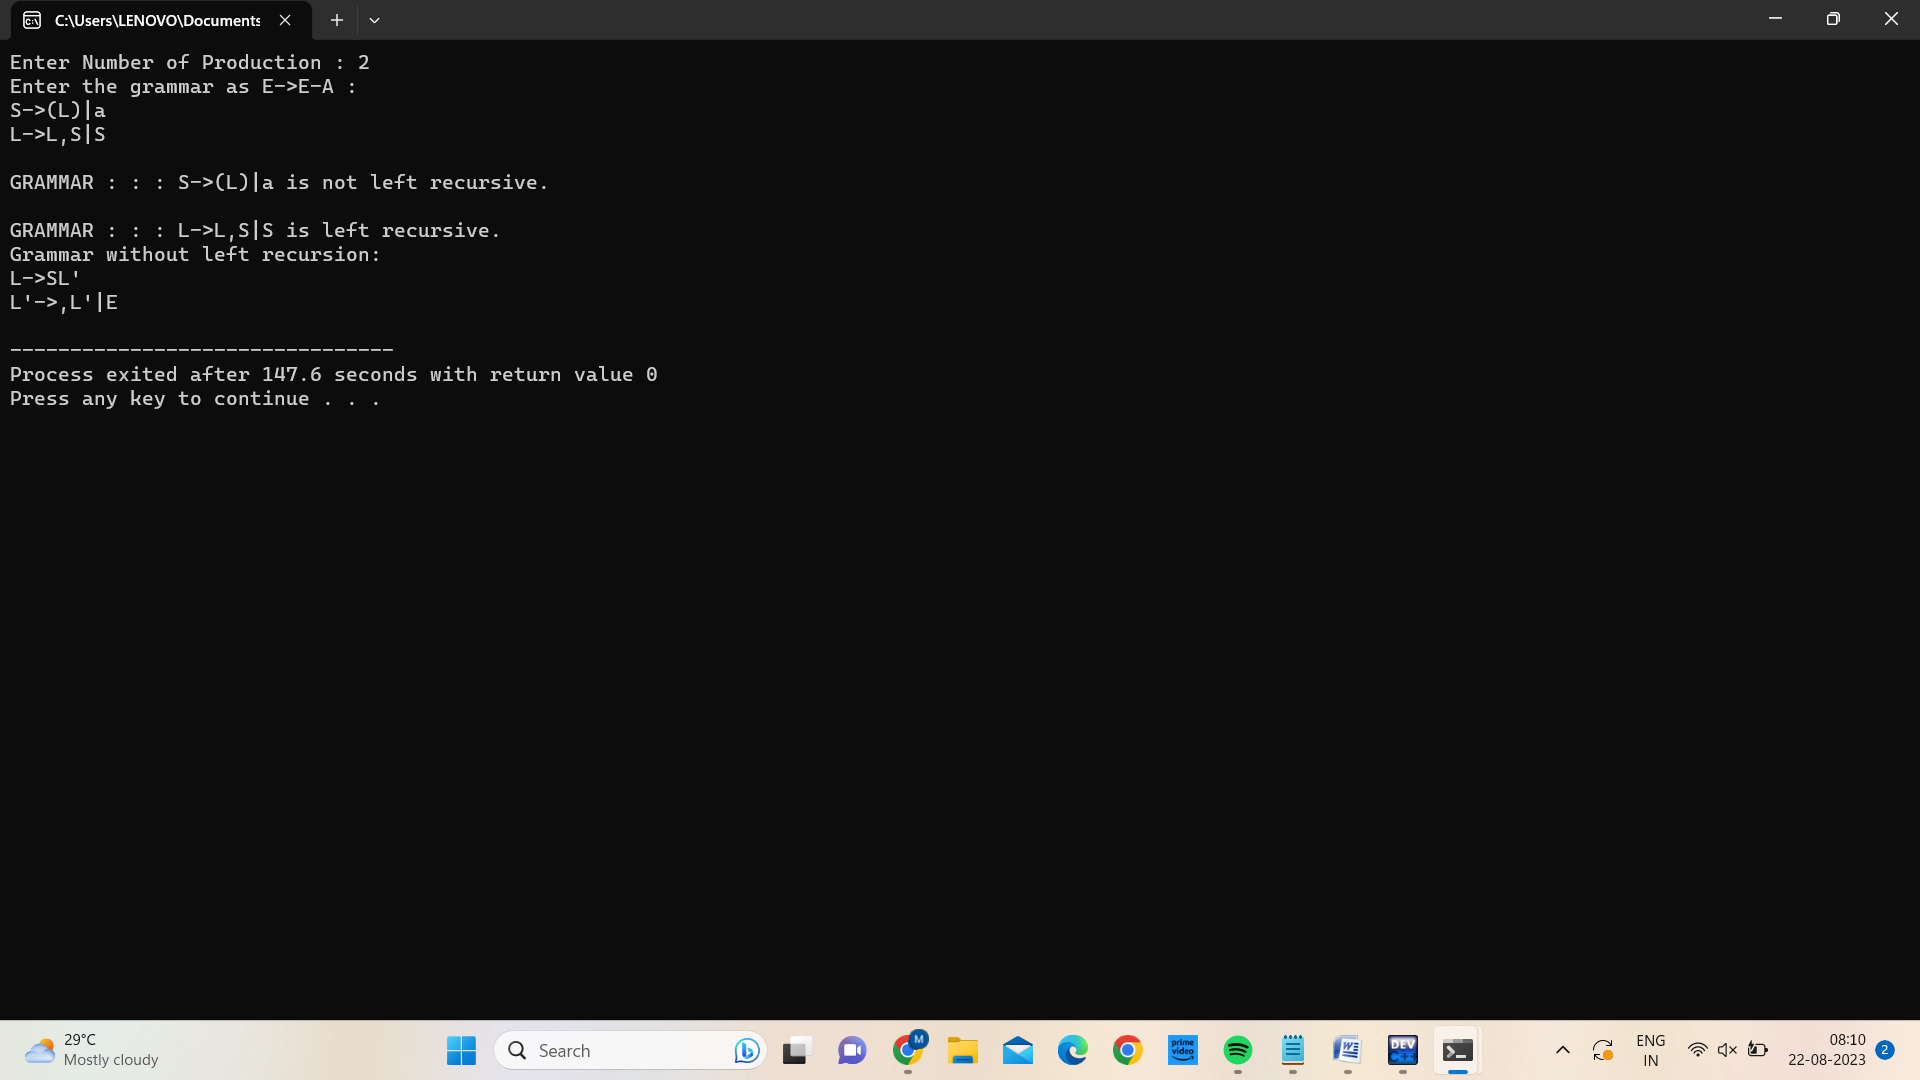 C:\Users\LENOVO\Documents
Enter Number of Production : 2
Enter the grammar as E->E-A :
S->(L)|a
L->L,S|S
GRAMMAR : : : S->(L)|a is not left recursive.
GRAMMAR : : : L->L,S|S is left recursive.
Grammar without left recursion:
L->SL'
L'->,L'|E
--------------------------------
Process exited after 147.6 seconds with return value 0
Press any key to continue . . .
29°C
Mostly cloudy
Search
M
prime video
WE
DEV C++
ENG
IN
08:10
22-08-2023
2